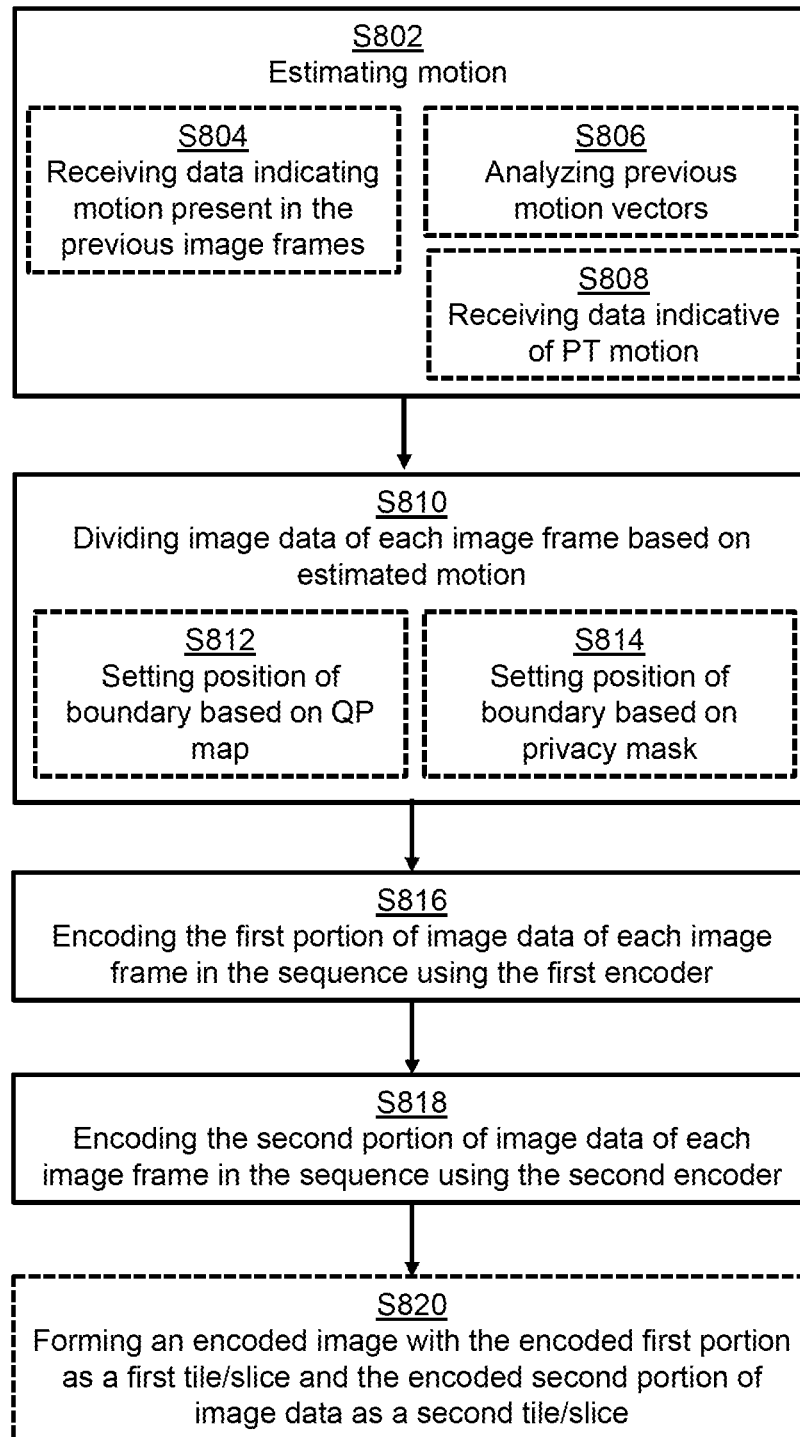 S802
Estimating motion
S804
Receiving data indicating
motion present in the
previous image frames
S806
Analyzing previous
motion vectors
S808
Receiving data indicative
of PT motion
S810
Dividing image data of each image frame based on
estimated motion
S812
Setting position of
boundary based on QP
map
S814
Setting position of
boundary based on
privacy mask
S816
Encoding the first portion of image data of each image
frame in the sequence using the first encoder
S818
Encoding the second portion of image data of each
image frame in the sequence using the second encoder
S820
Forming an encoded image with the encoded first portion
as a first tile/slice and the encoded second portion of
image data as a second tile/slice